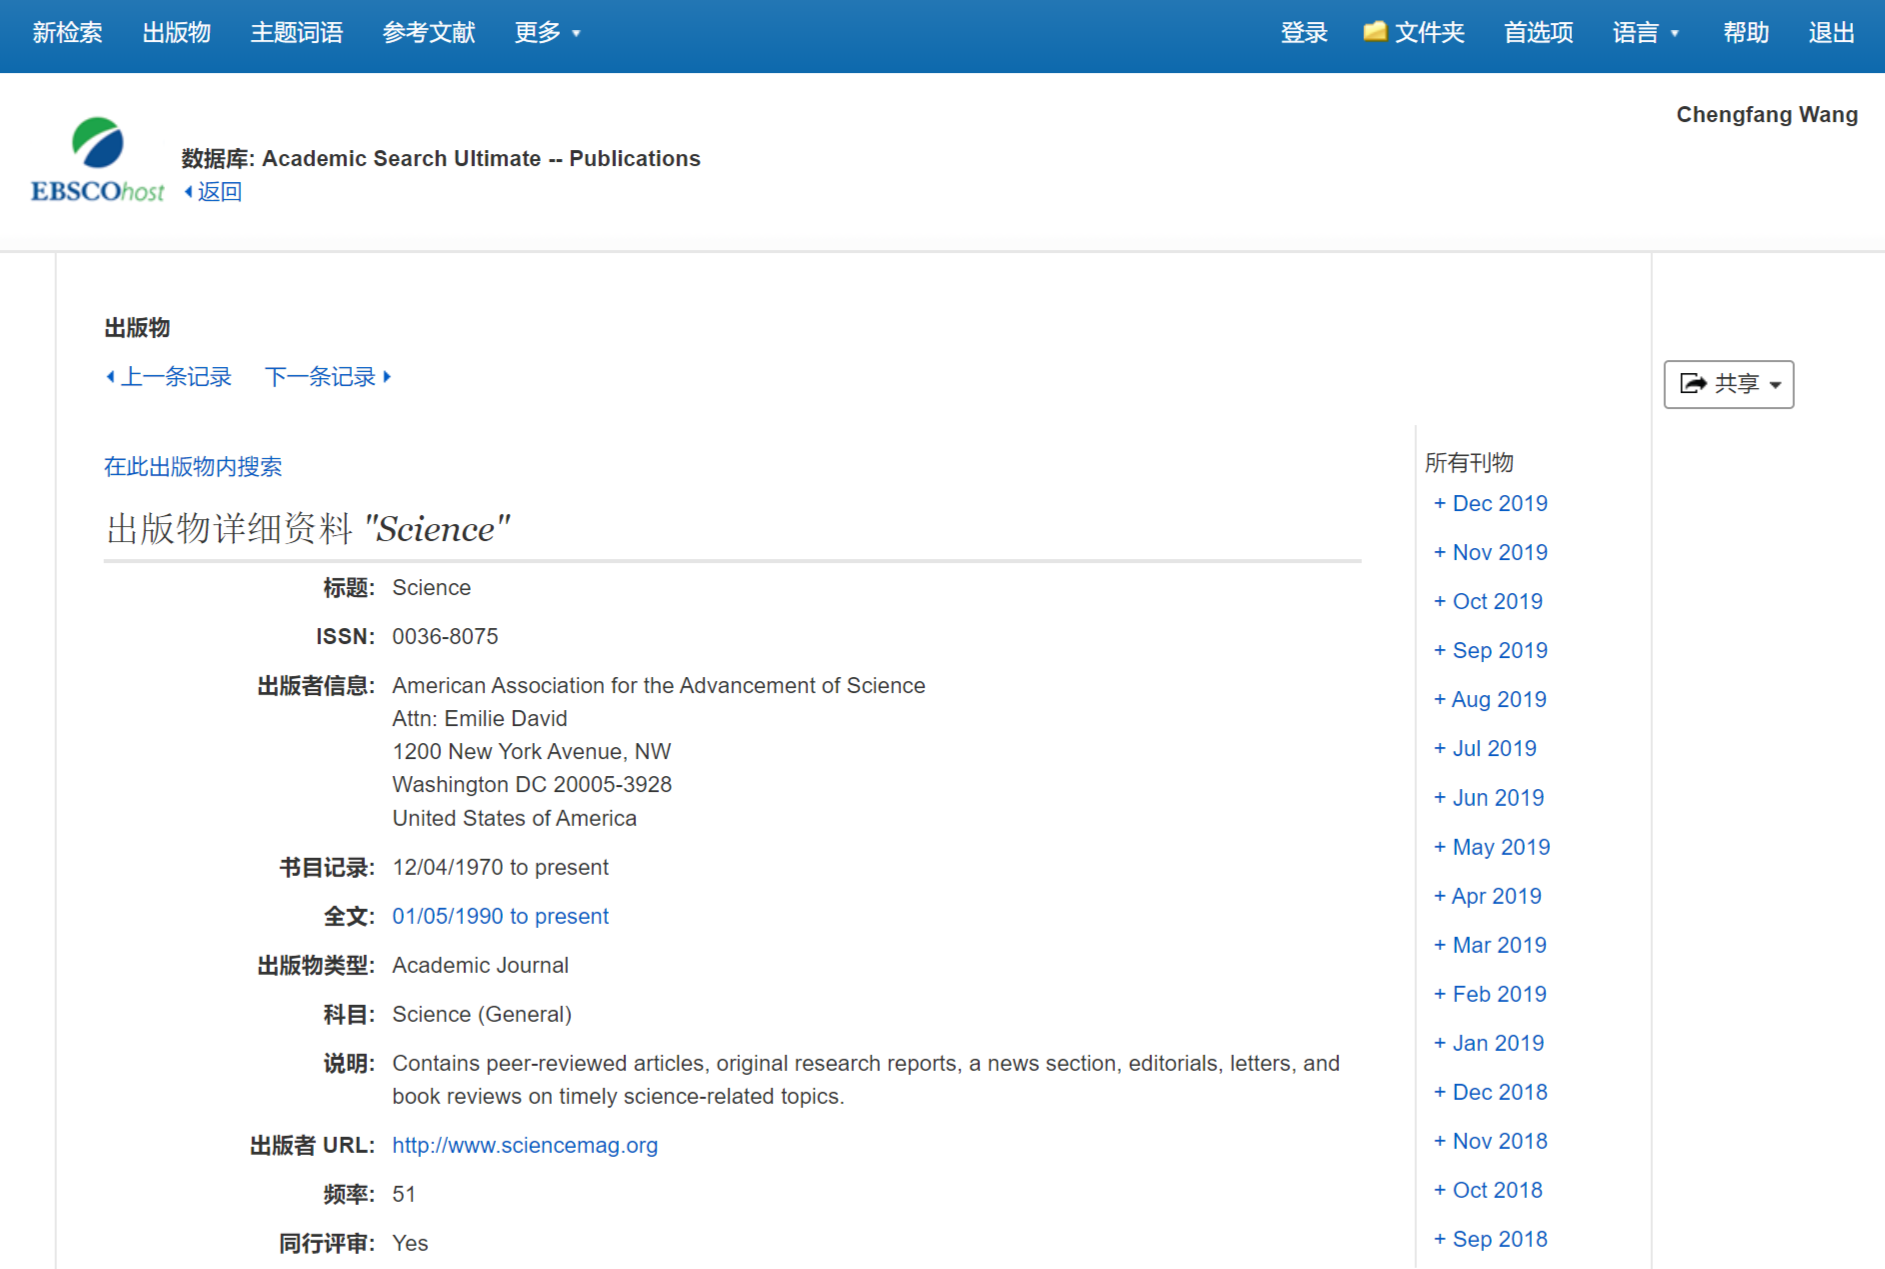 新检索 出版物 主题词语 参考文献 更多 登录 文件夹 首选项 语言 帮助 退出
Chengfang Wang
EBSCOhost
数据库: Academic Search Ultimate -- Publications
返回
出版物
上一条记录 下一条记录
共享
在此出版物内搜索
出版物详细资料 "Science"
标题: Science
ISSN: 0036-8075
出版者信息: American Association for the Advancement of Science
Attn: Emilie David
1200 New York Avenue, NW
Washington DC 20005-3928
United States of America
书目记录: 12/04/1970 to present
全文: 01/05/1990 to present
出版物类型: Academic Journal
科目: Science (General)
说明: Contains peer-reviewed articles, original research reports, a news section, editorials, letters, and
book reviews on timely science-related topics.
出版者 URL: http://www.sciencemag.org
频率: 51
同行评审: Yes
所有刊物
+ Dec 2019
+ Nov 2019
+ Oct 2019
+ Sep 2019
+ Aug 2019
+ Jul 2019
+ Jun 2019
+ May 2019
+ Apr 2019
+ Mar 2019
+ Feb 2019
+ Jan 2019
+ Dec 2018
+ Nov 2018
+ Oct 2018
+ Sep 2018